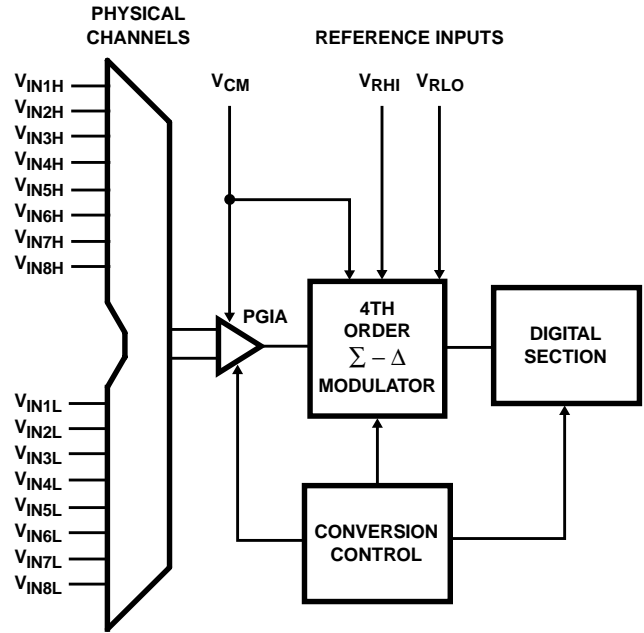 PHYSICAL
CHANNELS
REFERENCE INPUTS
VIN1H
VIN2H
VIN3H
VIN4H
VIN5H
VIN6H
VIN7H
VIN8H
VCM
VRHI
VRLO
PGIA
4TH
ORDER
Σ – Δ
MODULATOR
DIGITAL
SECTION
VIN1L
VIN2L
VIN3L
VIN4L
VIN5L
VIN6L
VIN7L
VIN8L
CONVERSION
CONTROL